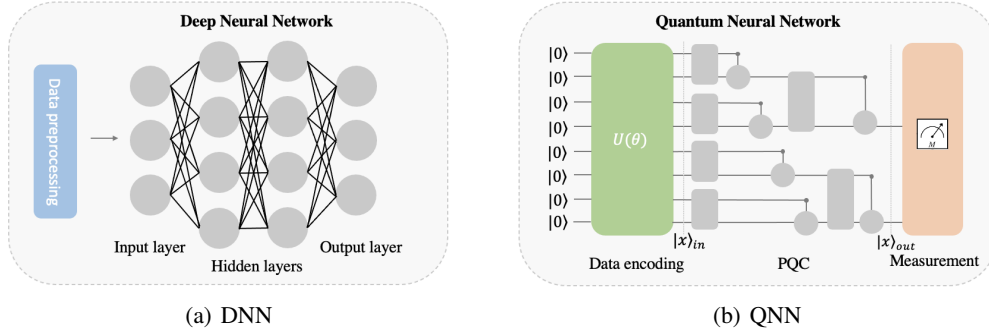 Deep Neural Network
Data preprocessing
Input layer
Hidden layers
Output layer
(a) DNN
Quantum Neural Network
|0⟩
|0⟩
|0⟩
|0⟩
|0⟩
|0⟩
|0⟩
|0⟩
U(θ)
M
|x⟩in
|x⟩out
Data encoding
PQC
Measurement
(b) QNN